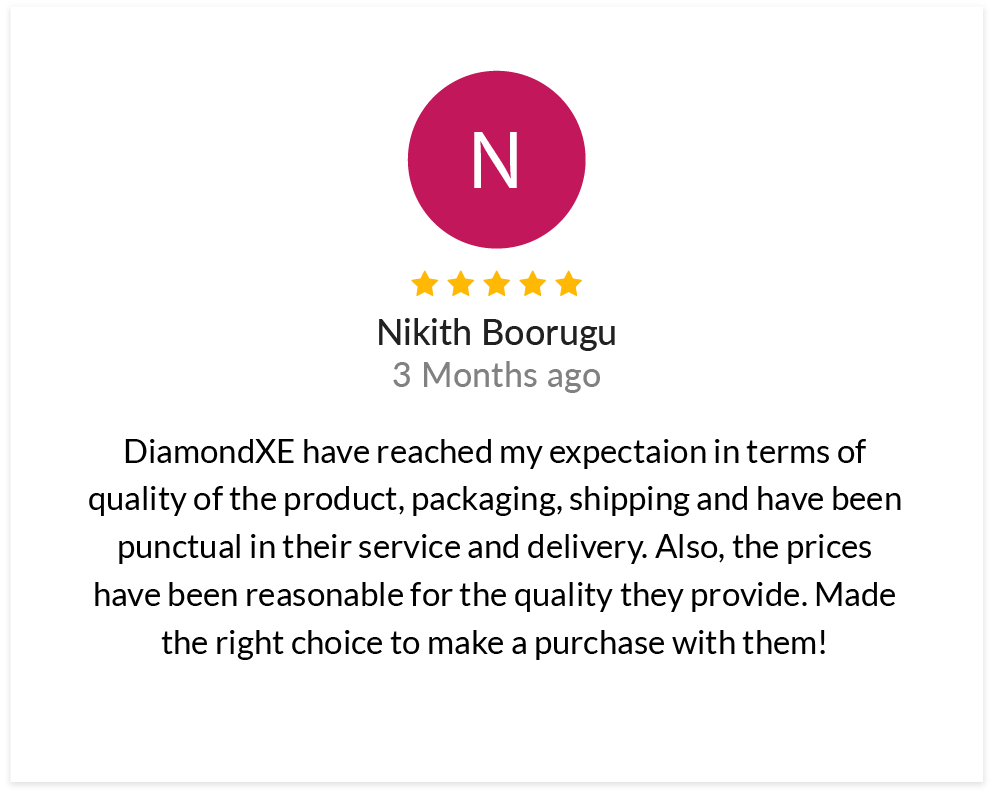 N
Nikith Boorugu
3 Months ago
DiamondXE have reached my expectaion in terms of
quality of the product, packaging, shipping and have been
punctual in their service and delivery. Also, the prices
have been reasonable for the quality they provide. Made
the right choice to make a purchase with them!